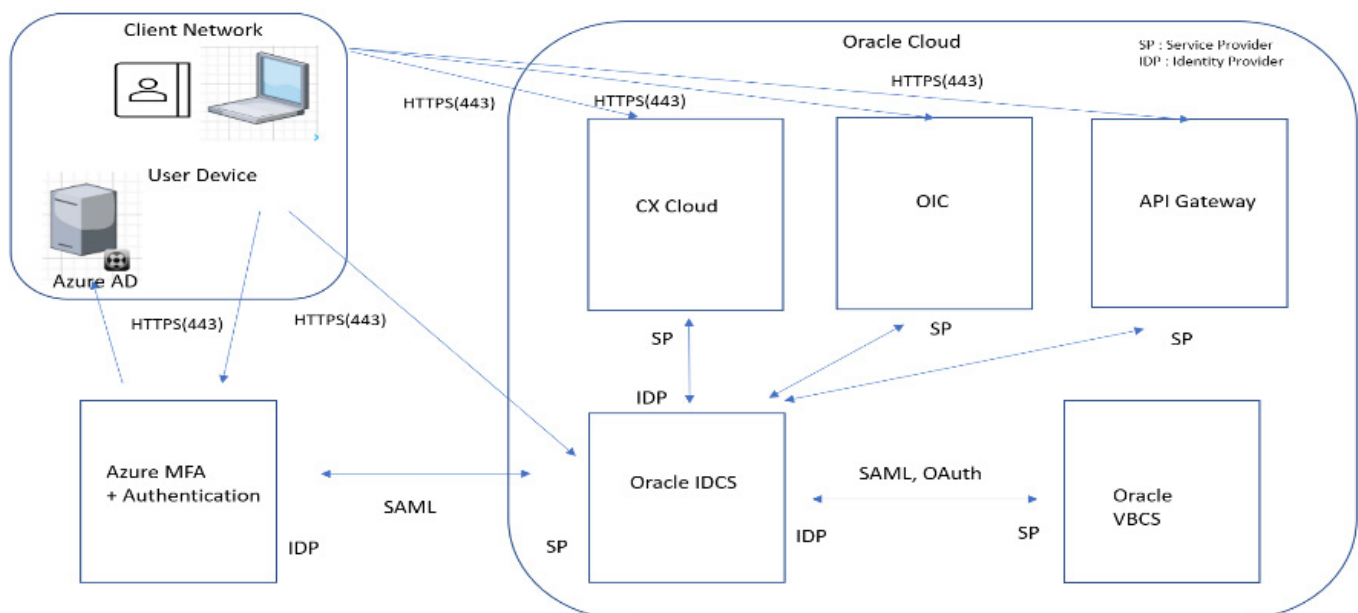 Client Network
Oracle Cloud
SP : Service Provider
IDP : Identity Provider
HTTPS(443)
HTTPS(443)
HTTPS(443)
User Device
CX Cloud
OIC
API Gateway
Azure AD
HTTPS(443)
HTTPS(443)
SP
SP
SP
IDP
Azure MFA
+ Authentication
SAML
Oracle IDCS
SAML, OAuth
Oracle
VBCS
IDP
SP
IDP
SP